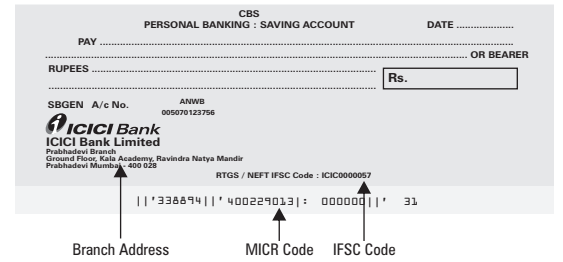 CBS
PERSONAL BANKING : SAVING ACCOUNT DATE ....................
PAY ..........................................................................................................................................................
.......................................................................................................................................................... OR BEARER
RUPEES ..........................................................................................................
.................................................................................................................... Rs.
SBGEN A/c No. ANWB
005070123756
ICICI Bank
ICICI Bank Limited
Prabhadevi Branch
Ground Floor, Kala Academy, Ravindra Natya Mandir
Prabhadevi Mumbai - 400 028
RTGS / NEFT IFSC Code : ICIC0000057
||'338894||' 400229013|: 000000||' 31
Branch Address MICR Code IFSC Code